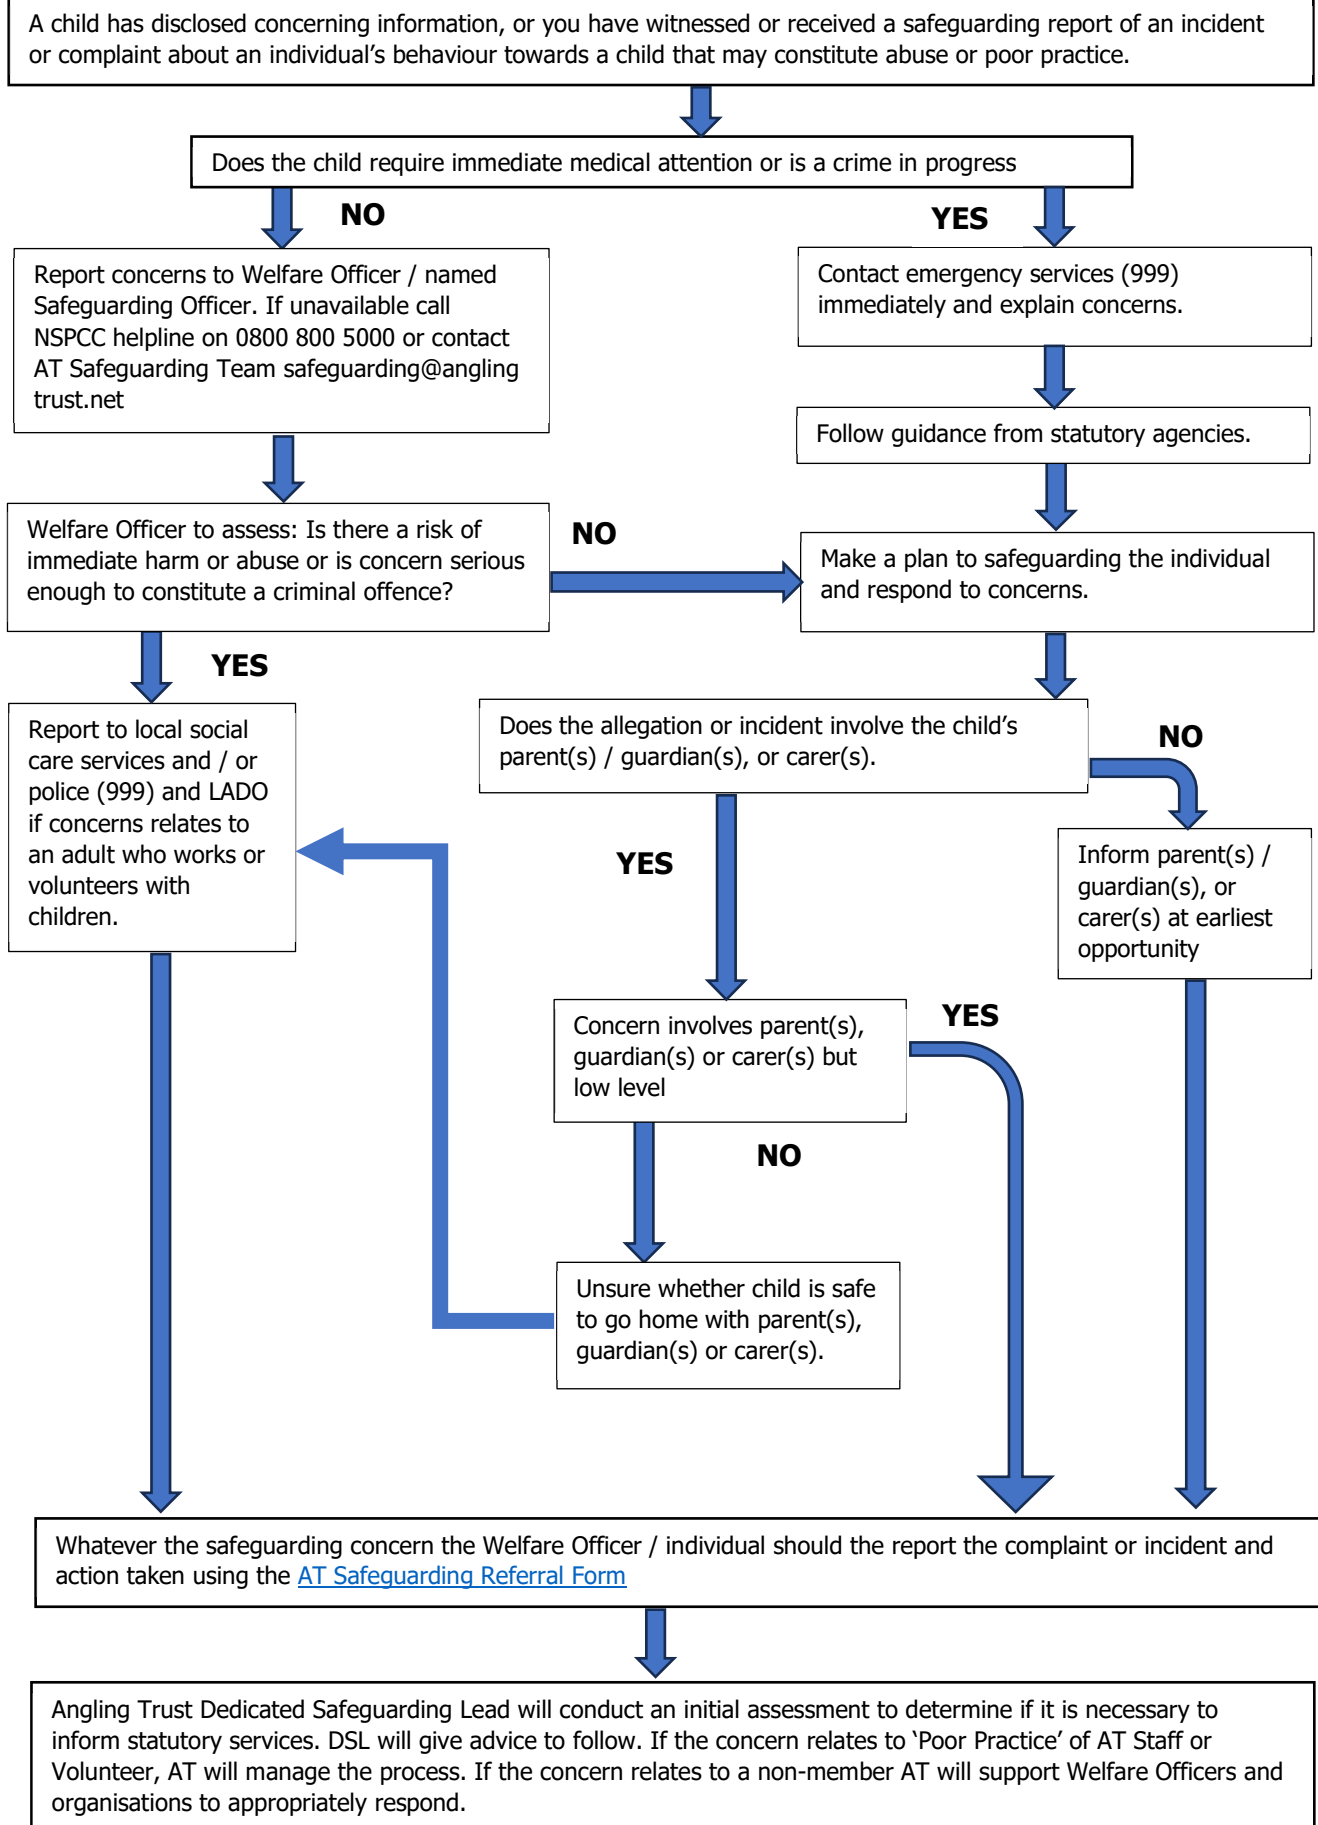 A child has disclosed concerning information, or you have witnessed or received a safeguarding report of an incident
or complaint about an individual’s behaviour towards a child that may constitute abuse or poor practice.
Does the child require immediate medical attention or is a crime in progress
NO
YES
Report concerns to Welfare Officer / named
Safeguarding Officer. If unavailable call
NSPCC helpline on 0800 800 5000 or contact
AT Safeguarding Team safeguarding@angling
trust.net
Contact emergency services (999)
immediately and explain concerns.
Follow guidance from statutory agencies.
Welfare Officer to assess: Is there a risk of
immediate harm or abuse or is concern serious
enough to constitute a criminal offence?
NO
Make a plan to safeguarding the individual
and respond to concerns.
YES
Report to local social
care services and / or
police (999) and LADO
if concerns relates to
an adult who works or
volunteers with
children.
Does the allegation or incident involve the child’s
parent(s) / guardian(s), or carer(s).
NO
YES
Inform parent(s) /
guardian(s), or
carer(s) at earliest
opportunity
Concern involves parent(s),
guardian(s) or carer(s) but
low level
YES
NO
Unsure whether child is safe
to go home with parent(s),
guardian(s) or carer(s).
Whatever the safeguarding concern the Welfare Officer / individual should the report the complaint or incident and
action taken using the AT Safeguarding Referral Form
Angling Trust Dedicated Safeguarding Lead will conduct an initial assessment to determine if it is necessary to
inform statutory services. DSL will give advice to follow. If the concern relates to ‘Poor Practice’ of AT Staff or
Volunteer, AT will manage the process. If the concern relates to a non-member AT will support Welfare Officers and
organisations to appropriately respond.